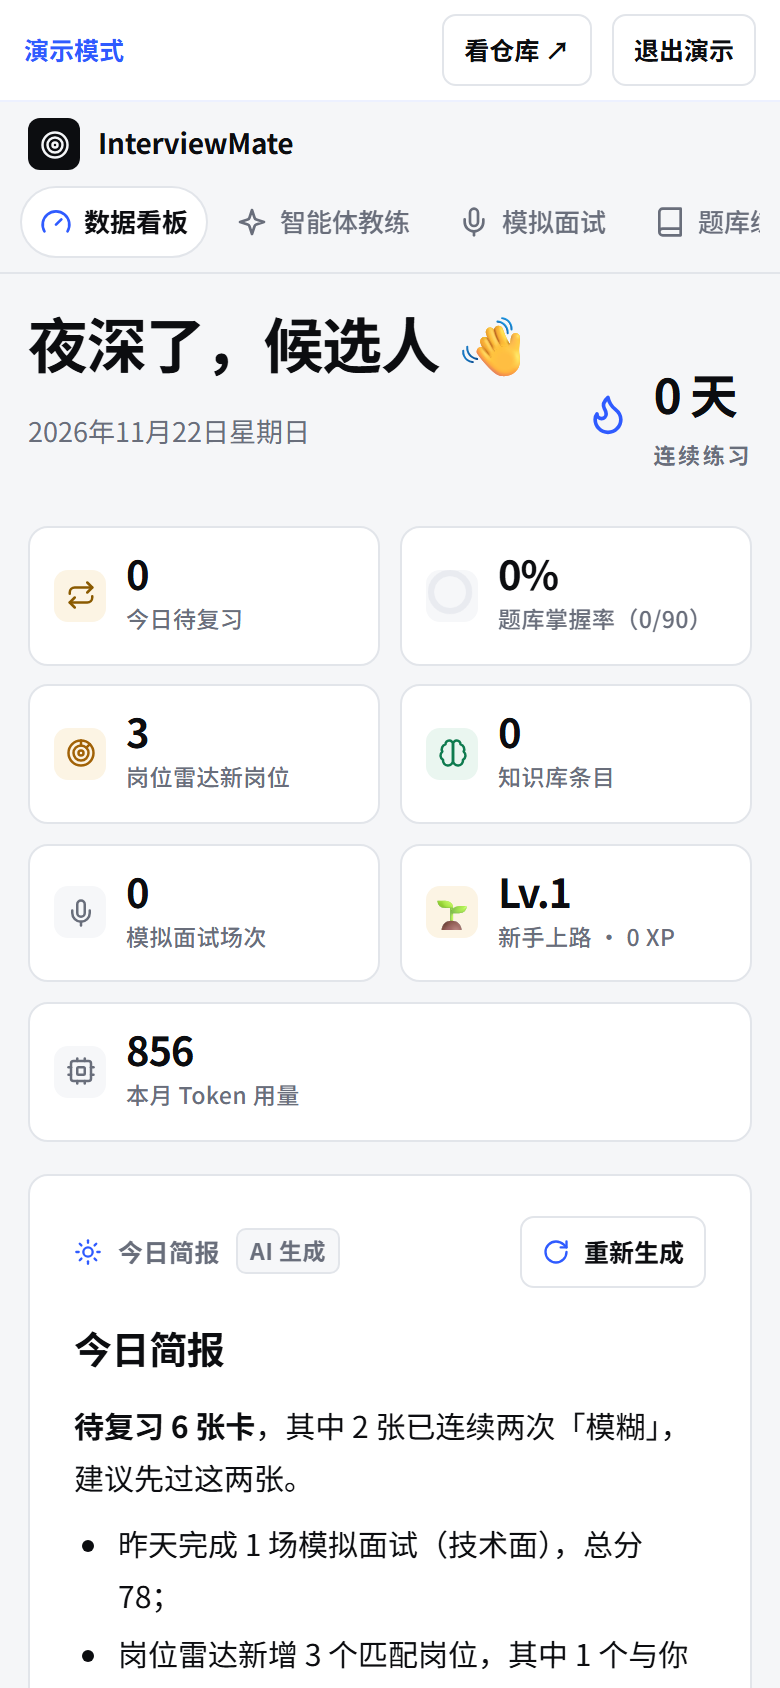 演示模式
看仓库 ↗
退出演示
InterviewMate
数据看板
智能体教练
模拟面试
题库
夜深了，候选人 👋
2026年11月22日星期日
0 天
连续练习
0
今日待复习
0%
题库掌握率（0/90）
3
岗位雷达新岗位
0
知识库条目
0
模拟面试场次
Lv.1
新手上路 · 0 XP
856
本月 Token 用量
今日简报
AI 生成
重新生成
今日简报
待复习 6 张卡，其中 2 张已连续两次「模糊」，
建议先过这两张。
• 昨天完成 1 场模拟面试（技术面），总分
78；
• 岗位雷达新增 3 个匹配岗位，其中 1 个与你